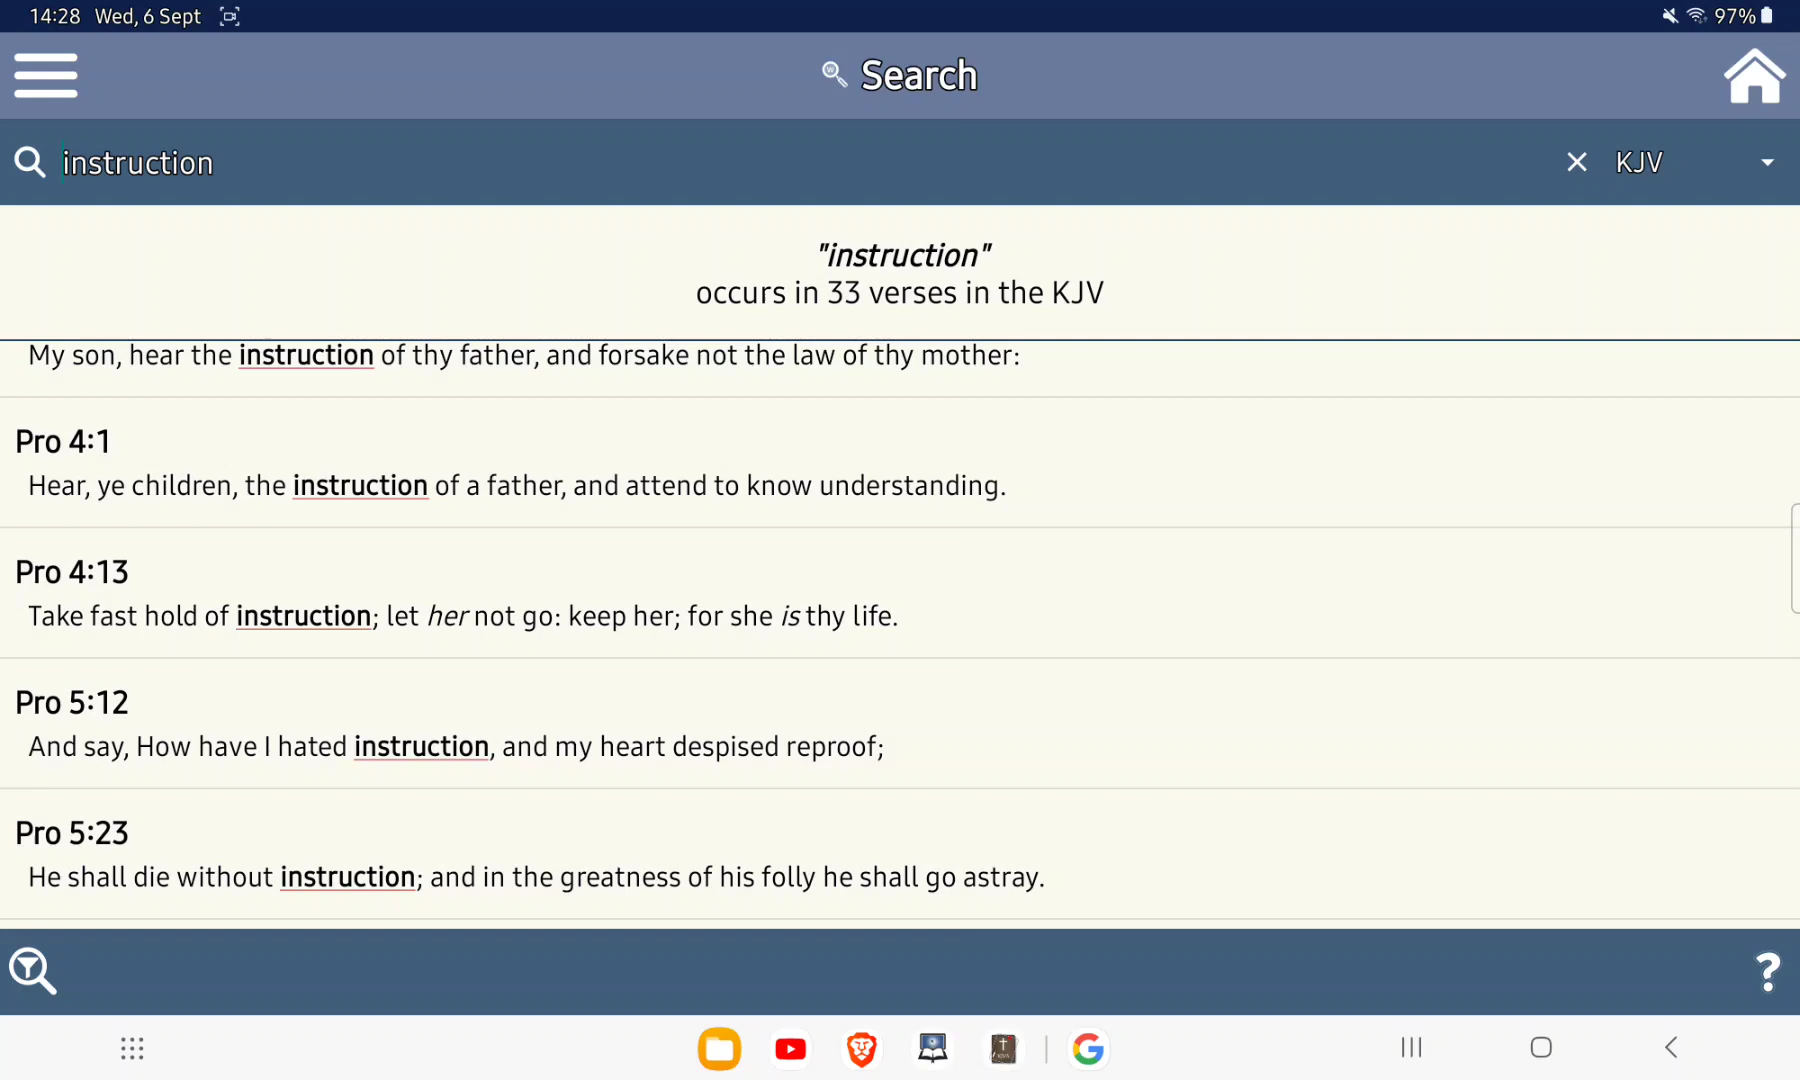 14:28 Wed, 6 Sept
97%
Search
instruction
KJV
"instruction"
occurs in 33 verses in the KJV
My son, hear the instruction of thy father, and forsake not the law of thy mother:
Pro 4:1
Hear, ye children, the instruction of a father, and attend to know understanding.
Pro 4:13
Take fast hold of instruction; let her not go: keep her; for she is thy life.
Pro 5:12
And say, How have I hated instruction, and my heart despised reproof;
Pro 5:23
He shall die without instruction; and in the greatness of his folly he shall go astray.
?